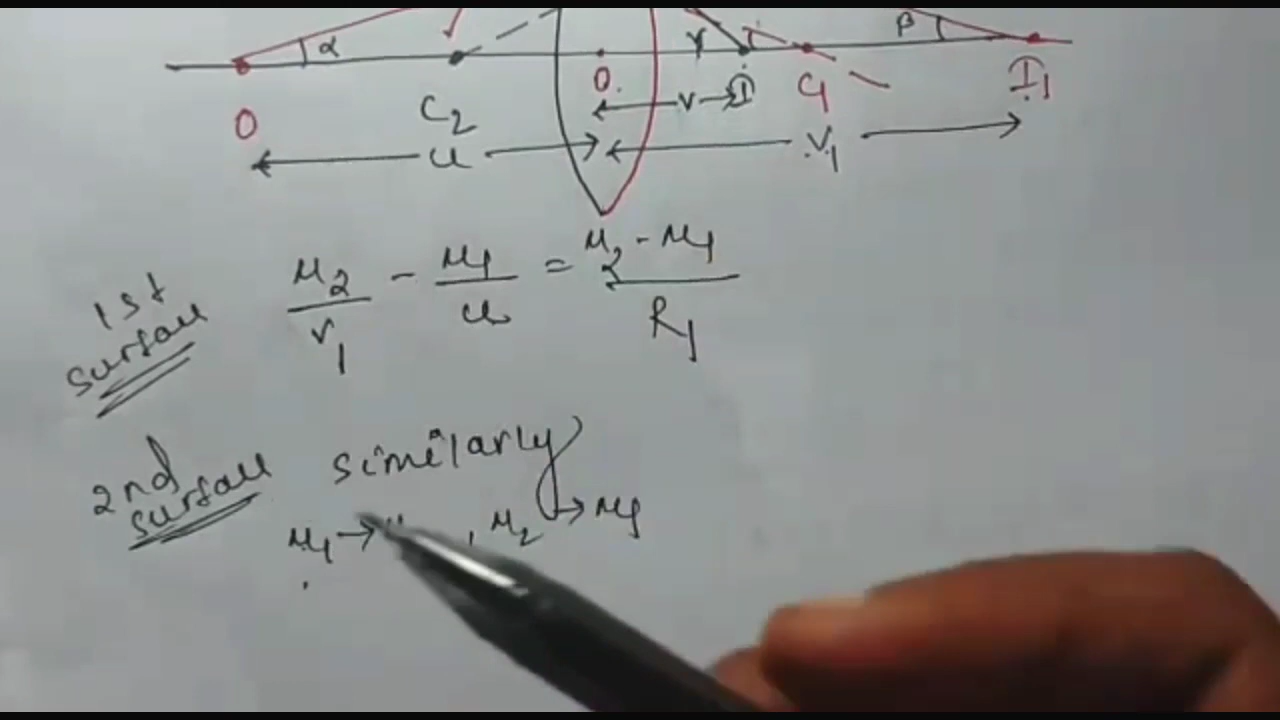 α γ β
O C₂ O. v I C₁ I₁
u v₁
1st surface μ₂/v₁ - μ₁/u = (μ₂ - μ₁)/R₁
2nd surface similarly
μ₁ → , μ₂ → μ₁